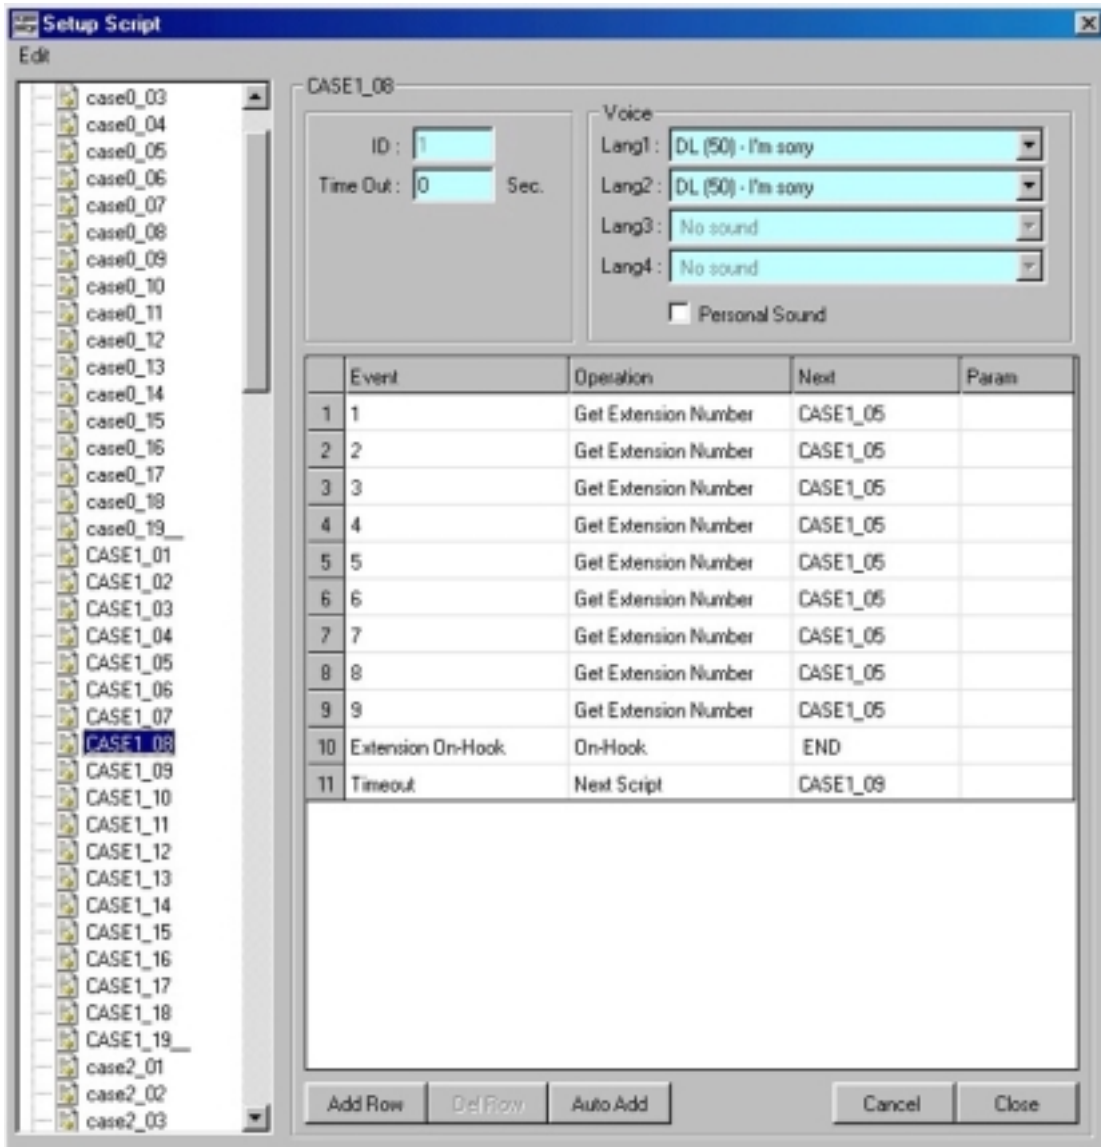 Setup Script
Edit
case0_03
case0_04
case0_05
case0_06
case0_07
case0_08
case0_09
case0_10
case0_11
case0_12
case0_13
case0_14
case0_15
case0_16
case0_17
case0_18
case0_19__
CASE1_01
CASE1_02
CASE1_03
CASE1_04
CASE1_05
CASE1_06
CASE1_07
CASE1_08
CASE1_09
CASE1_10
CASE1_11
CASE1_12
CASE1_13
CASE1_14
CASE1_15
CASE1_16
CASE1_17
CASE1_18
CASE1_19__
case2_01
case2_02
case2_03
CASE1_08
ID : 1
Time Out : 0 Sec.
Voice
Lang1 : DL (50) - I'm sorry
Lang2 : DL (50) - I'm sorry
Lang3 : No sound
Lang4 : No sound
Personal Sound
Event Operation Next Param
1 1 Get Extension Number CASE1_05
2 2 Get Extension Number CASE1_05
3 3 Get Extension Number CASE1_05
4 4 Get Extension Number CASE1_05
5 5 Get Extension Number CASE1_05
6 6 Get Extension Number CASE1_05
7 7 Get Extension Number CASE1_05
8 8 Get Extension Number CASE1_05
9 9 Get Extension Number CASE1_05
10 Extension On-Hook On-Hook END
11 Timeout Next Script CASE1_09
Add Row Del Row Auto Add Cancel Close